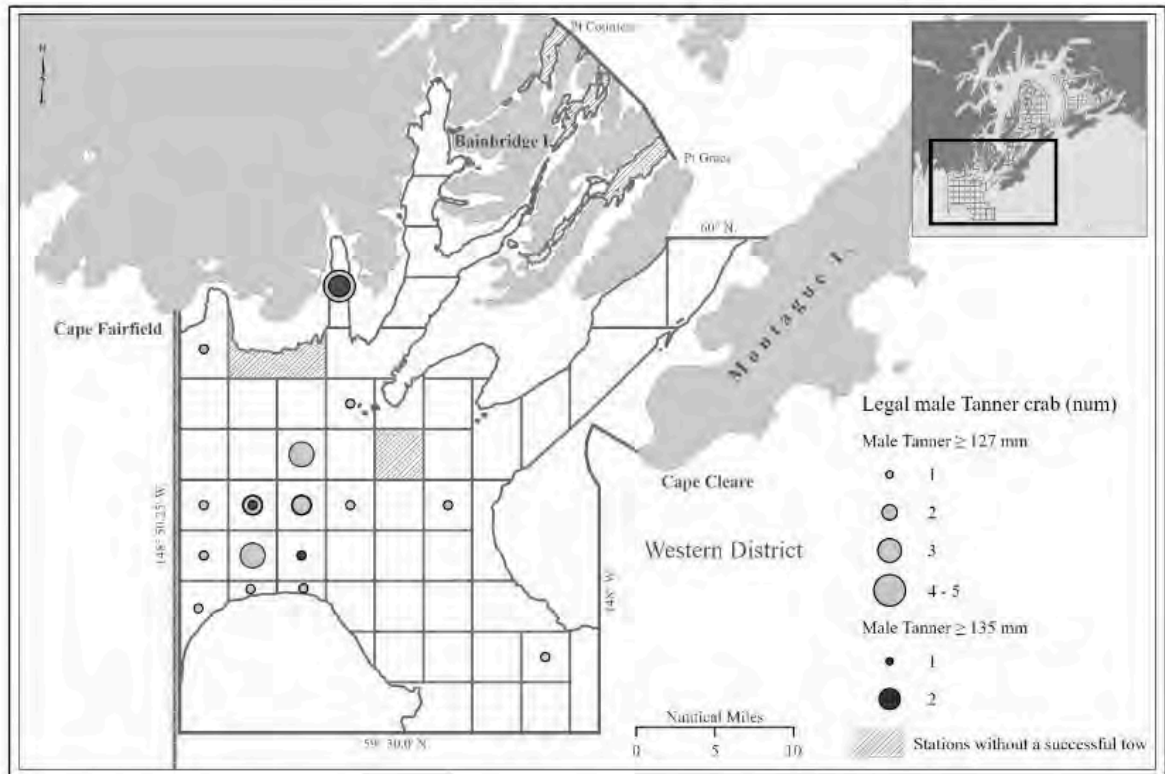 N
Pt Countess
Bainbridge I.
Pt Grace
60° N.
Cape Fairfield
Montague I.
148° 50.25' W.
Cape Cleare
Western District
148° W.
59° 30.0' N.
Nautical Miles
0 5 10
Legal male Tanner crab (num)
Male Tanner ≥ 127 mm
1
2
3
4 - 5
Male Tanner ≥ 135 mm
1
2
Stations without a successful tow